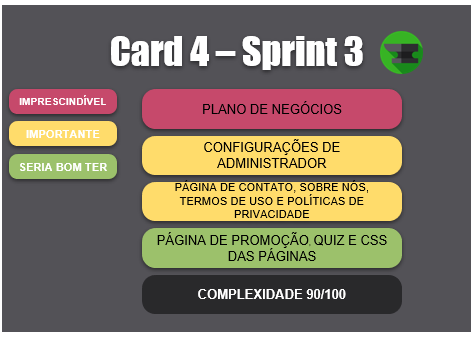 Card 4 – Sprint 3
IMPRESCINDÍVEL
IMPORTANTE
SERIA BOM TER
PLANO DE NEGÓCIOS
CONFIGURAÇÕES DE
ADMINISTRADOR
PÁGINA DE CONTATO, SOBRE NÓS,
TERMOS DE USO E POLÍTICAS DE
PRIVACIDADE
PÁGINA DE PROMOÇÃO, QUIZ E CSS
DAS PÁGINAS
COMPLEXIDADE 90/100